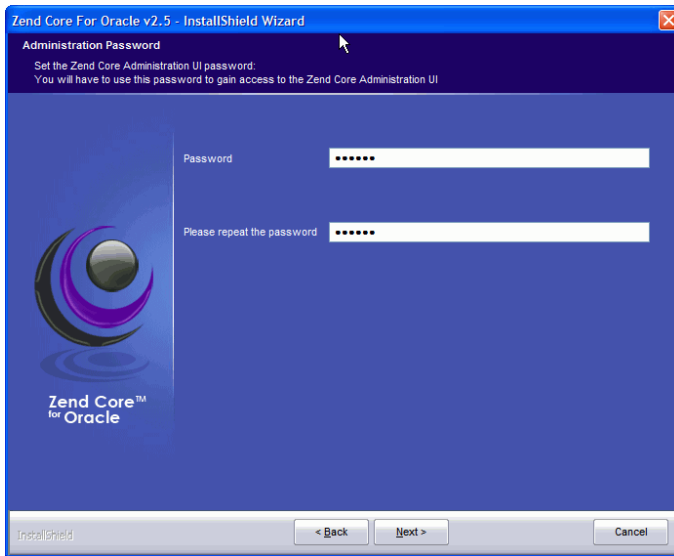 Zend Core For Oracle v2.5 - InstallShield Wizard
Administration Password
Set the Zend Core Administration UI password:
You will have to use this password to gain access to the Zend Core Administration UI
Password
••••••
Please repeat the password
••••••
Zend Core™
for Oracle
InstallShield
< Back
Next >
Cancel